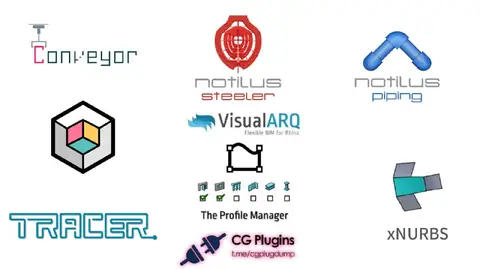 Conveyor
notilus
steeler
notilus
piping
VisualARQ
Flexible BIM for Rhino
The Profile Manager
TRACER
CG Plugins
t.me/cgplugdump
xNURBS